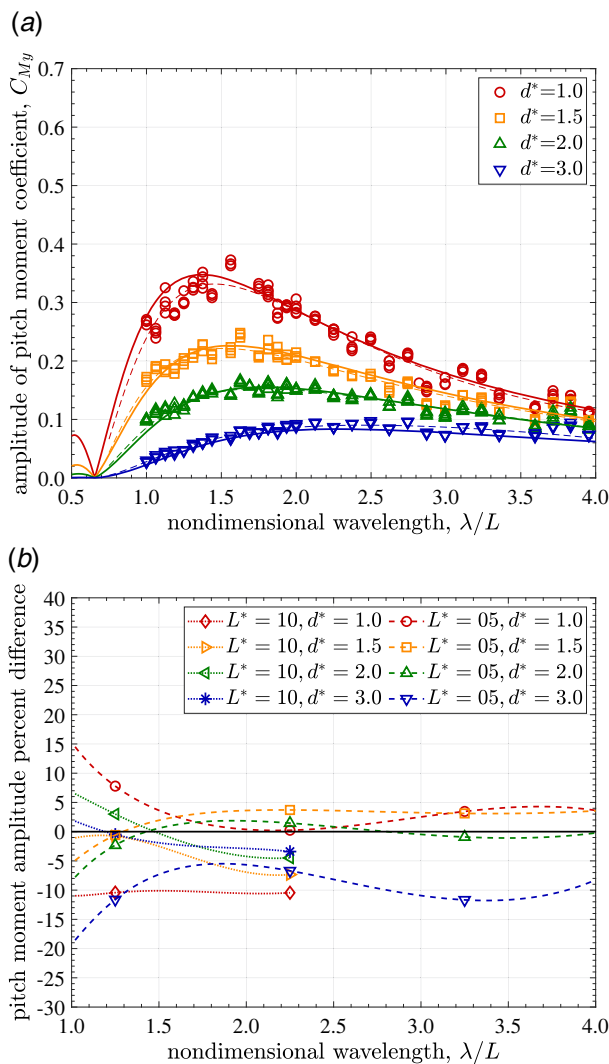 (a)
amplitude of pitch moment coefficient, C_My
0.7
0.6
0.5
0.4
0.3
0.2
0.1
0.0
d*=1.0
d*=1.5
d*=2.0
d*=3.0
0.5 1.0 1.5 2.0 2.5 3.0 3.5 4.0
nondimensional wavelength, λ/L
(b)
pitch moment amplitude percent difference
40
35
30
25
20
15
10
5
0
-5
-10
-15
-20
-25
-30
L* = 10, d* = 1.0 L* = 05, d* = 1.0
L* = 10, d* = 1.5 L* = 05, d* = 1.5
L* = 10, d* = 2.0 L* = 05, d* = 2.0
L* = 10, d* = 3.0 L* = 05, d* = 3.0
1.0 1.5 2.0 2.5 3.0 3.5 4.0
nondimensional wavelength, λ/L